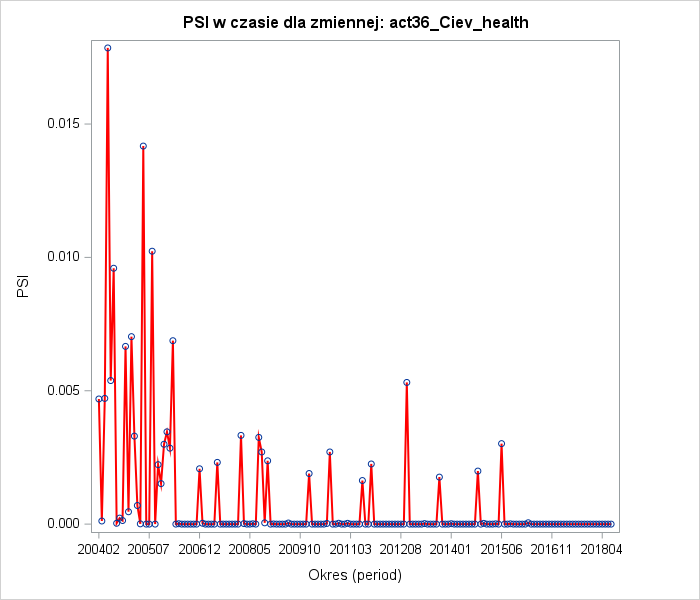 PSI w czasie dla zmiennej: act36_Ciev_health
0.015
0.010
0.005
0.000
PSI
200402 200507 200612 200805 200910 201103 201208 201401 201506 201611 201804
Okres (period)